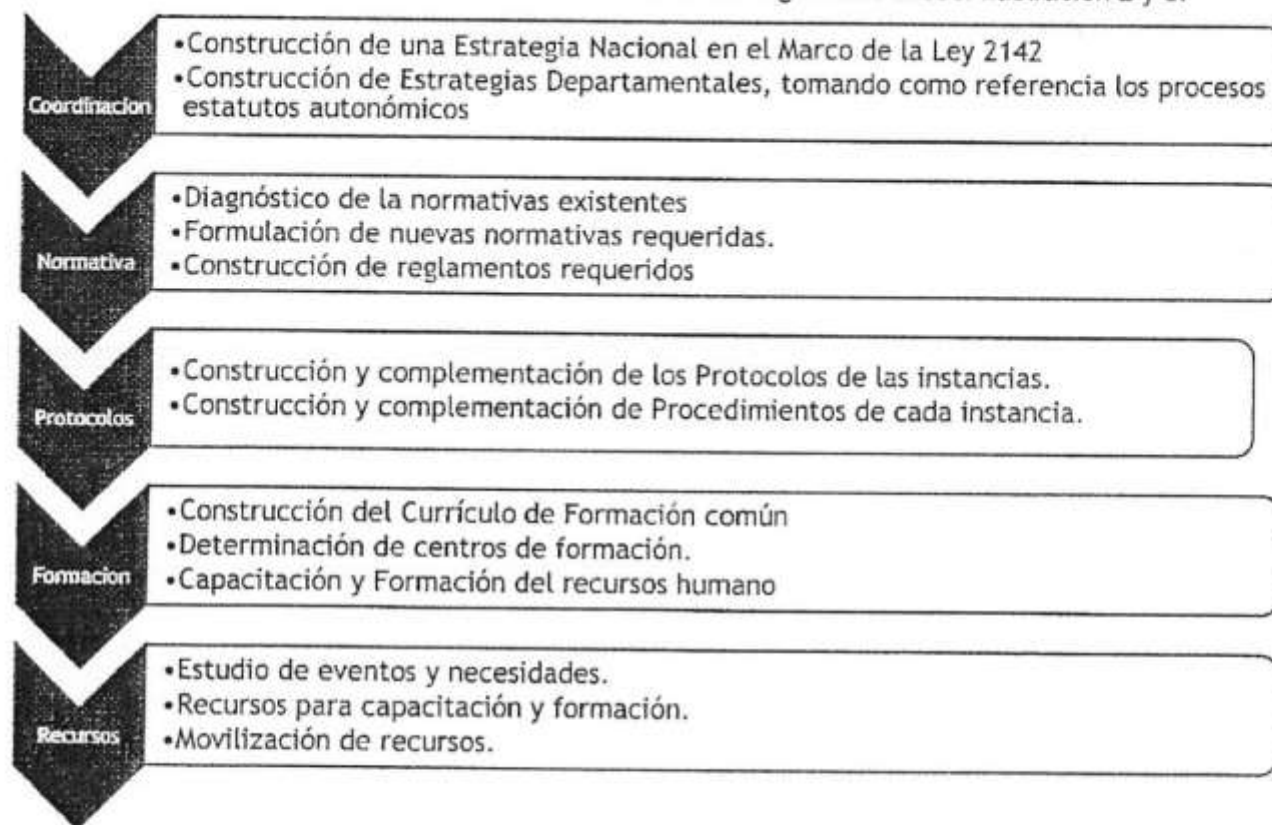 Coordinacion
•Construcción de una Estrategia Nacional en el Marco de la Ley 2142
•Construcción de Estrategias Departamentales, tomando como referencia los procesos
estatutos autonómicos
Normativa
•Diagnóstico de la normativas existentes
•Formulación de nuevas normativas requeridas.
•Construcción de reglamentos requeridos
Protocolos
•Construcción y complementación de los Protocolos de las instancias.
•Construcción y complementación de Procedimientos de cada instancia.
Formacion
•Construcción del Currículo de Formación común
•Determinación de centros de formación.
•Capacitación y Formación del recursos humano
Recursos
•Estudio de eventos y necesidades.
•Recursos para capacitación y formación.
•Movilización de recursos.